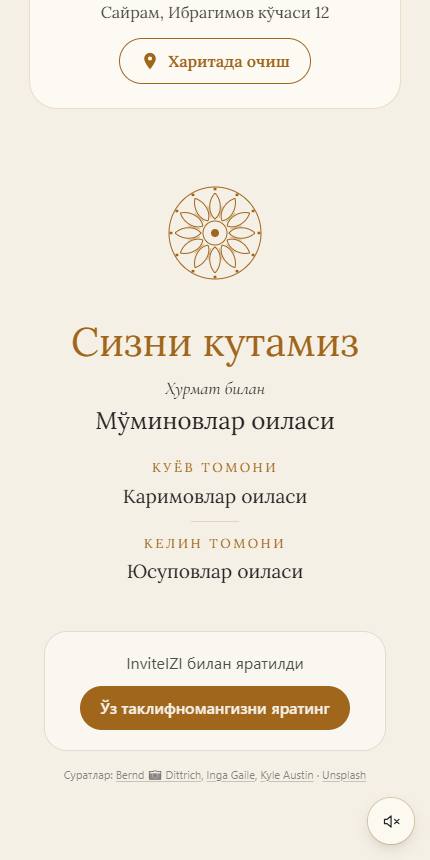 Сайрам, Ибрагимов кўчаси 12
Харитада очиш
Сизни кутамиз
Хурмат билан
Мўминовлар оиласи
КУЁВ ТОМОНИ
Каримовлар оиласи
КЕЛИН ТОМОНИ
Юсуповлар оиласи
InviteIZI билан яратилди
Ўз таклифномангизни яратинг
Суратлар: Bernd 📷 Dittrich, Inga Gaile, Kyle Austin · Unsplash